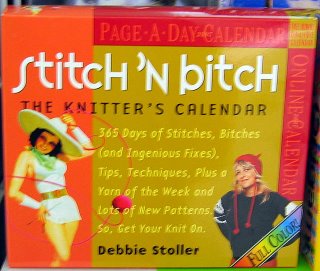 PAGE-A-DAY CALENDAR
stitch 'N bitch
THE KNITTER'S CALENDAR
365 Days of Stitches, Bitches
(and Ingenious Fixes),
Tips, Techniques, Plus a
Yarn of the Week and
Lots of New Patterns.
So, Get Your Knit On.
Debbie Stoller
FULL COLOR!
ONLINE CALENDAR